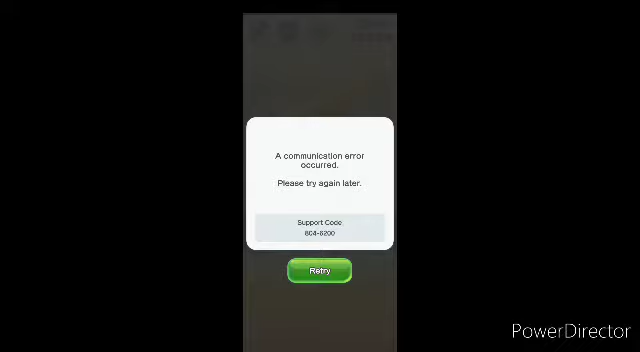 A communication error
occurred.
Please try again later.
Support Code
804-6200
Retry
PowerDirector